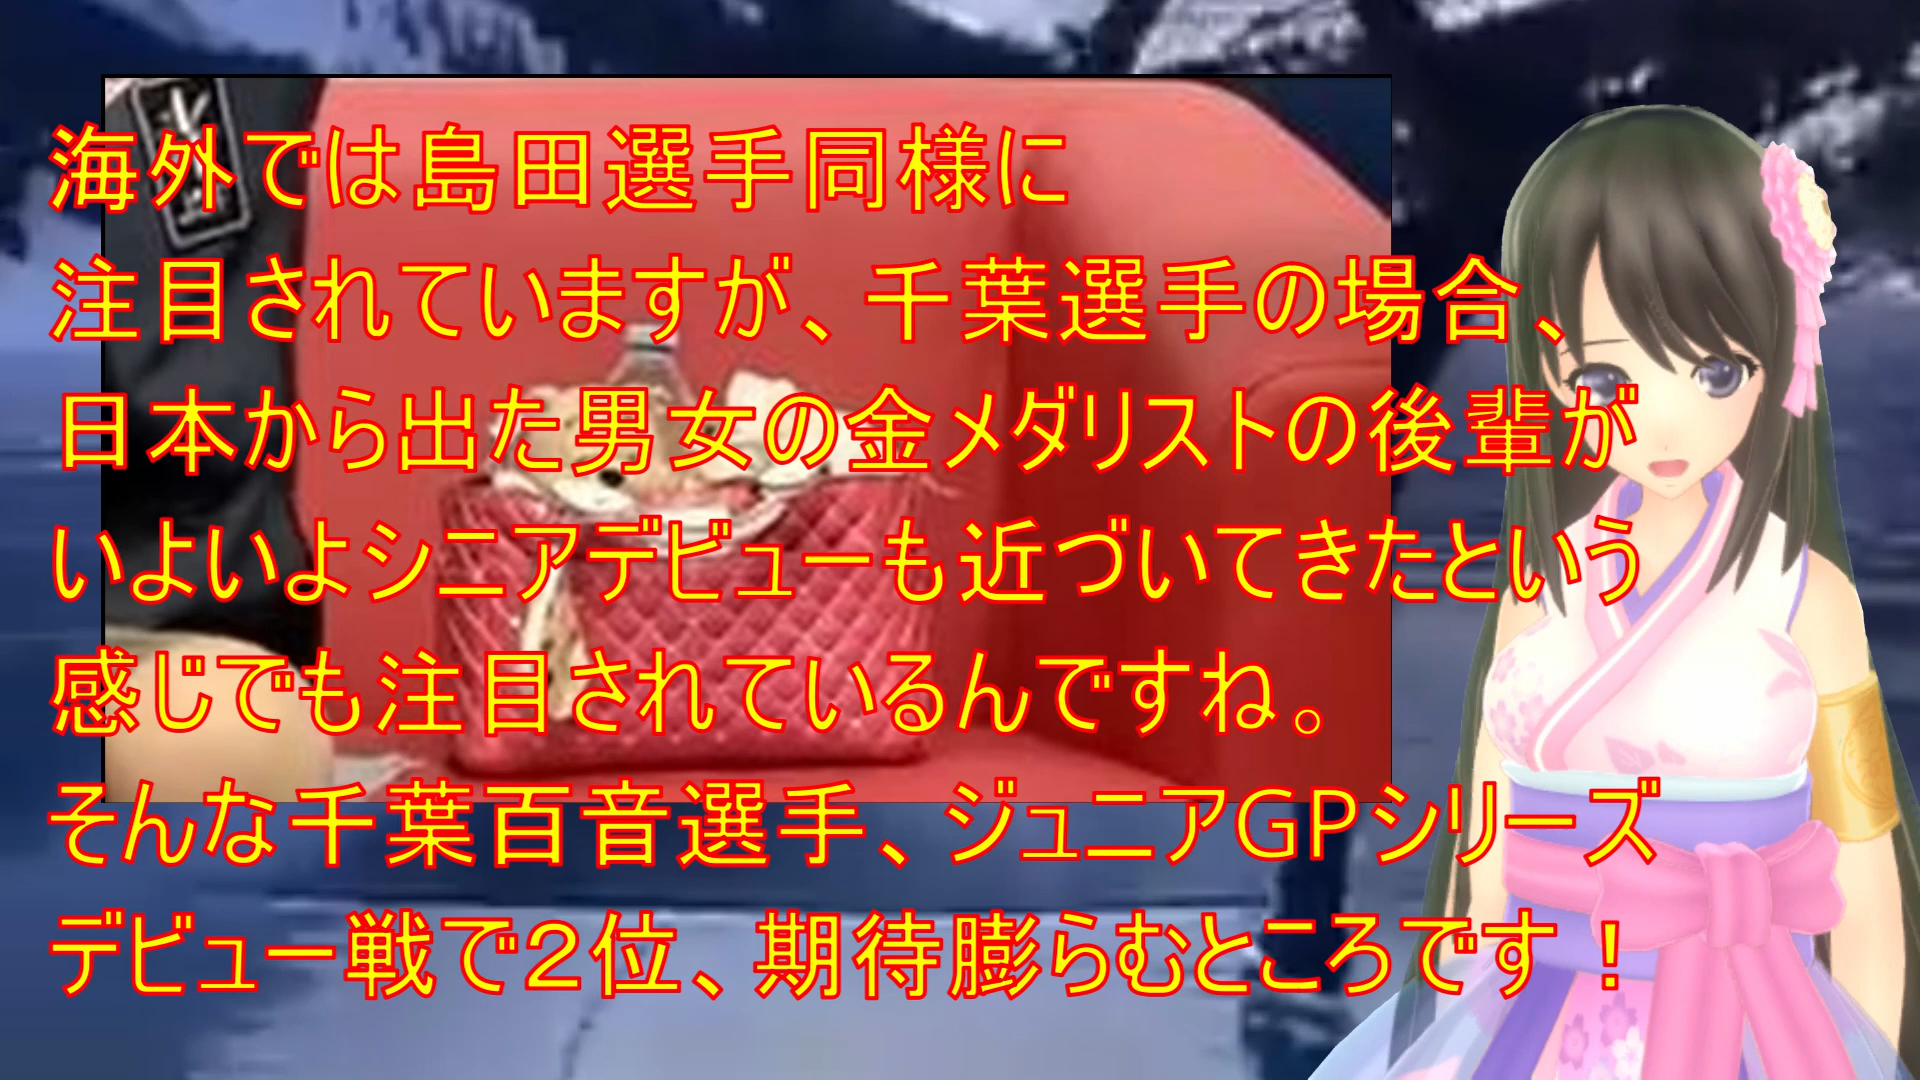 海外では島田選手同様に
注目されていますが、千葉選手の場合、
日本から出た男女の金メダリストの後輩が
いよいよシニアデビューも近づいてきたという
感じでも注目されているんですね。
そんな千葉百音選手、ジュニアGPシリーズ
デビュー戦で２位、期待膨らむところです！